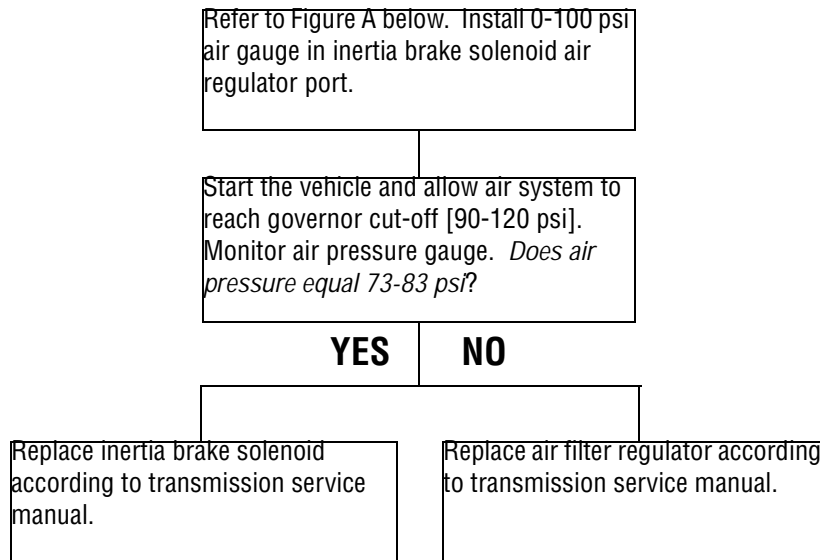 Refer to Figure A below.  Install 0-100 psi
air gauge in inertia brake solenoid air
regulator port.
Start the vehicle and allow air system to
reach governor cut-off [90-120 psi].
Monitor air pressure gauge.  Does air
pressure equal 73-83 psi?
YES
NO
Replace inertia brake solenoid
according to transmission service
manual.
Replace air filter regulator according
to transmission service manual.